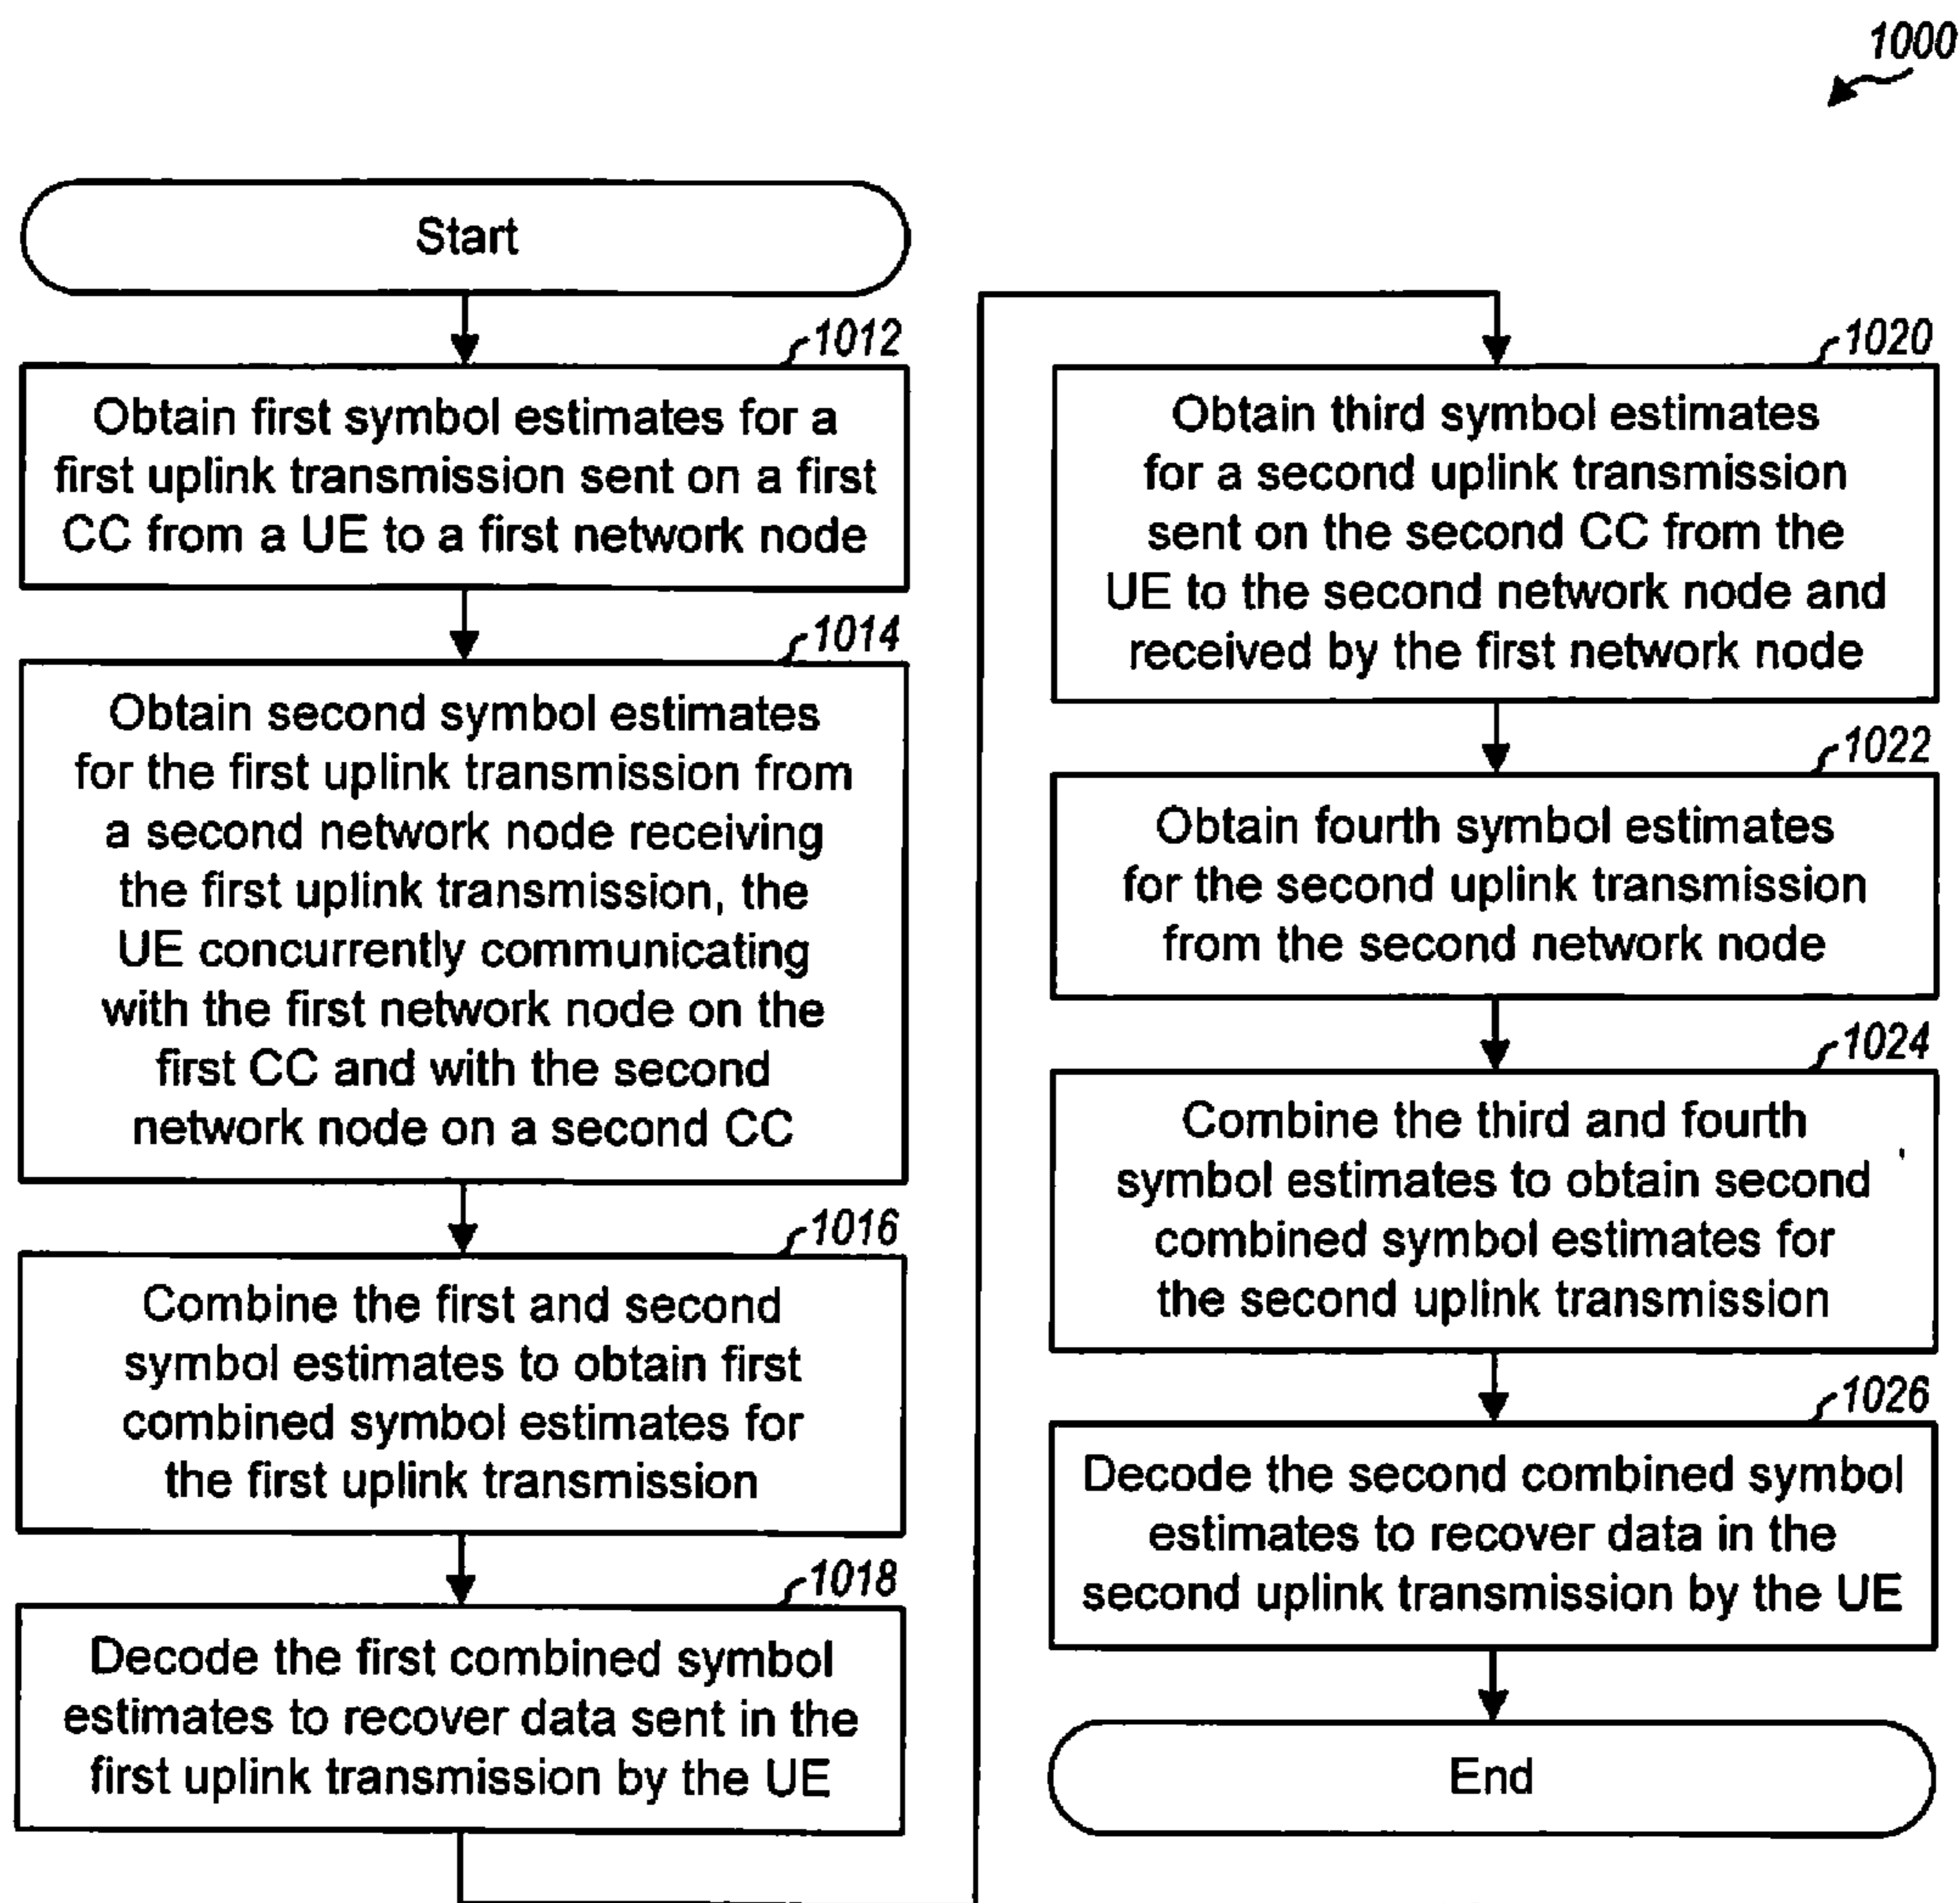 1000
Start
1012
Obtain first symbol estimates for a
first uplink transmission sent on a first
CC from a UE to a first network node
1014
Obtain second symbol estimates
for the first uplink transmission from
a second network node receiving
the first uplink transmission, the
UE concurrently communicating
with the first network node on the
first CC and with the second
network node on a second CC
1016
Combine the first and second
symbol estimates to obtain first
combined symbol estimates for
the first uplink transmission
1018
Decode the first combined symbol
estimates to recover data sent in the
first uplink transmission by the UE
1020
Obtain third symbol estimates
for a second uplink transmission
sent on the second CC from the
UE to the second network node and
received by the first network node
1022
Obtain fourth symbol estimates
for the second uplink transmission
from the second network node
1024
Combine the third and fourth
symbol estimates to obtain second
combined symbol estimates for
the second uplink transmission
1026
Decode the second combined symbol
estimates to recover data in the
second uplink transmission by the UE
End